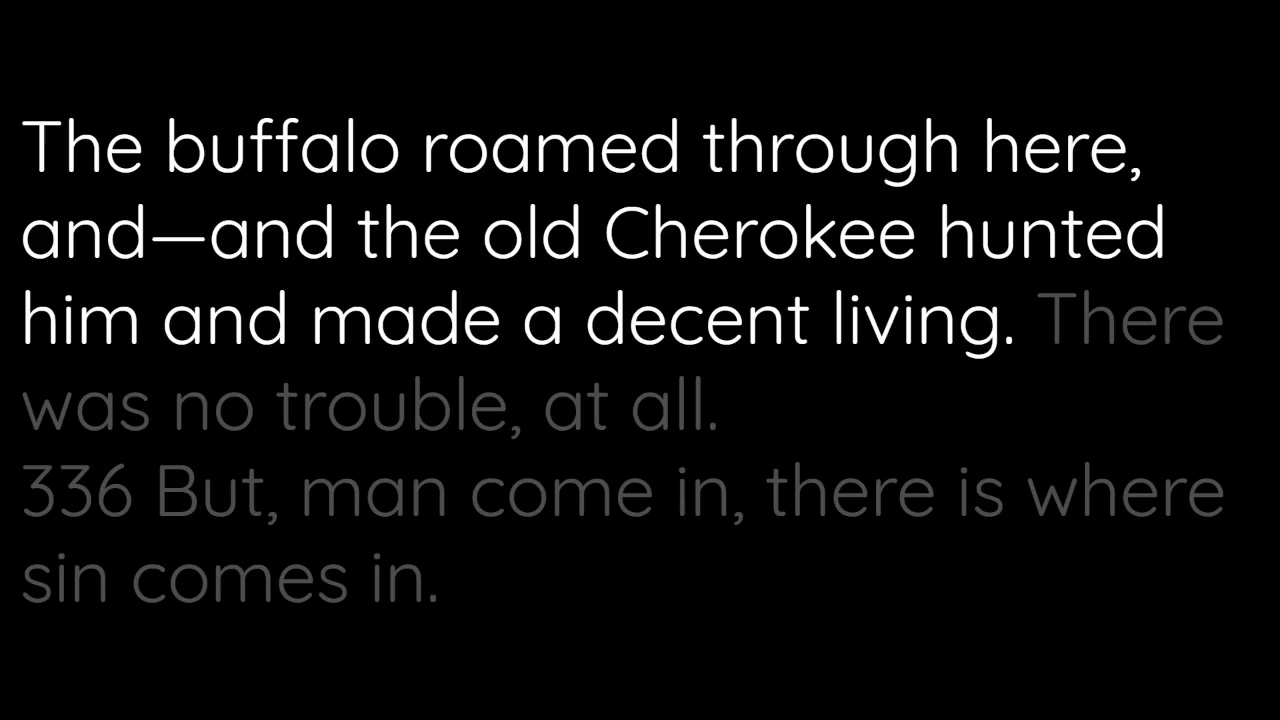 The buffalo roamed through here,
and—and the old Cherokee hunted
him and made a decent living. There
was no trouble, at all.
336 But, man come in, there is where
sin comes in.